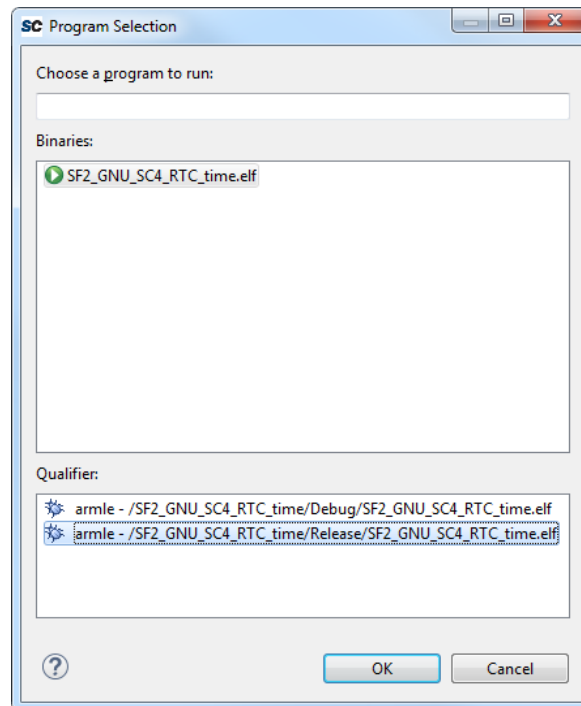 SC Program Selection
Choose a program to run:
Binaries:
SF2_GNU_SC4_RTC_time.elf
Qualifier:
armle - /SF2_GNU_SC4_RTC_time/Debug/SF2_GNU_SC4_RTC_time.elf
armle - /SF2_GNU_SC4_RTC_time/Release/SF2_GNU_SC4_RTC_time.elf
?
OK
Cancel